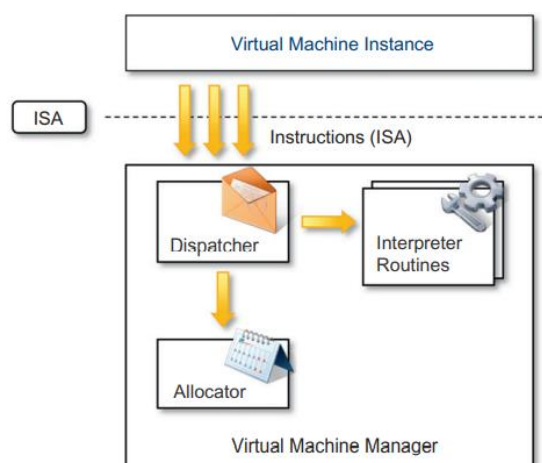 Virtual Machine Instance
ISA
Instructions (ISA)
Dispatcher
Interpreter
Routines
Allocator
Virtual Machine Manager